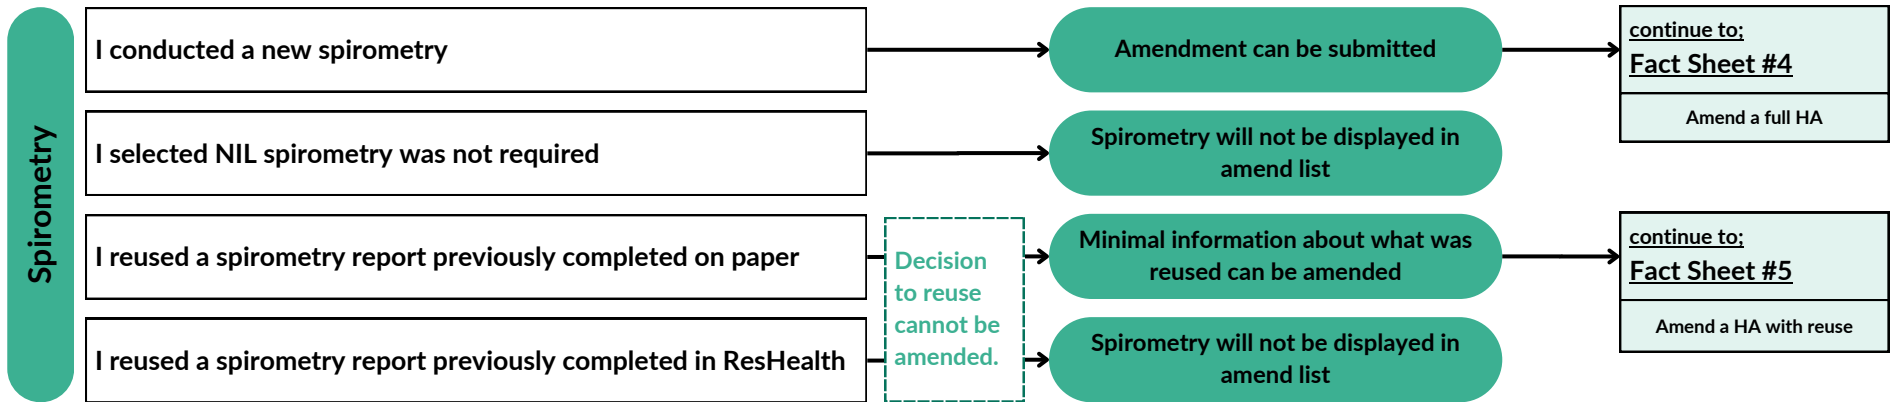 Spirometry
I conducted a new spirometry
Amendment can be submitted
continue to;
Fact Sheet #4
Amend a full HA
I selected NIL spirometry was not required
Spirometry will not be displayed in
amend list
I reused a spirometry report previously completed on paper
Decision
to reuse
cannot be
amended.
Minimal information about what was
reused can be amended
continue to;
Fact Sheet #5
Amend a HA with reuse
I reused a spirometry report previously completed in ResHealth
Spirometry will not be displayed in
amend list